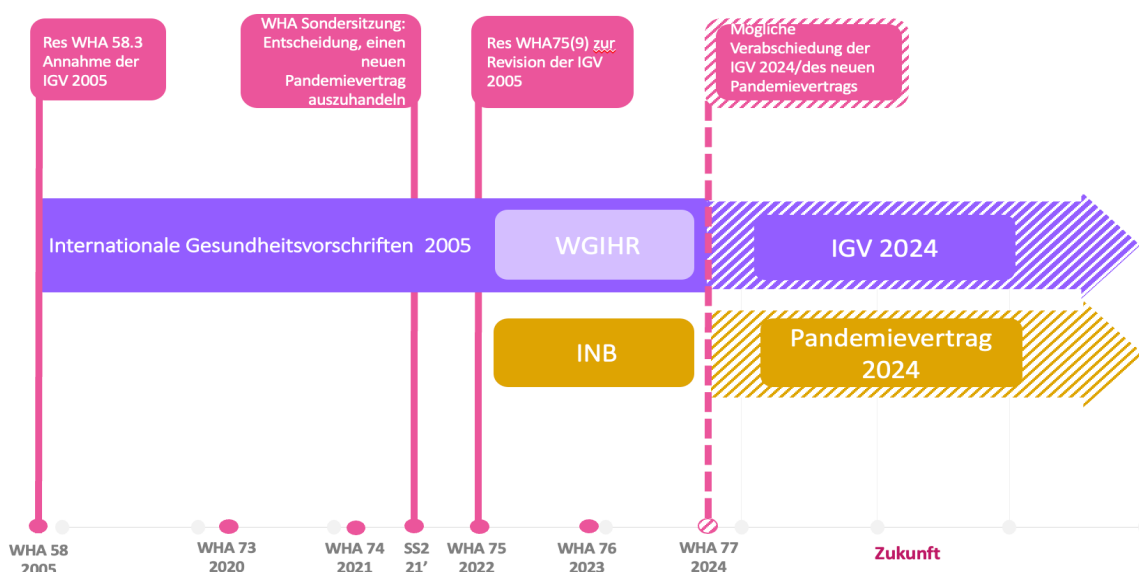 Res WHA 58.3
Annahme der
IGV 2005
WHA Sondersitzung:
Entscheidung, einen
neuen
Pandemievertrag
auszuhandeln
Res WHA75(9) zur
Revision der IGV
2005
Mögliche
Verabschiedung der
IGV 2024/des neuen
Pandemievertrags
Internationale Gesundheitsvorschriften 2005
WGIHR
IGV 2024
INB
Pandemievertrag
2024
WHA 58
2005
WHA 73
2020
WHA 74
2021
SS2
21’
WHA 75
2022
WHA 76
2023
WHA 77
2024
Zukunft